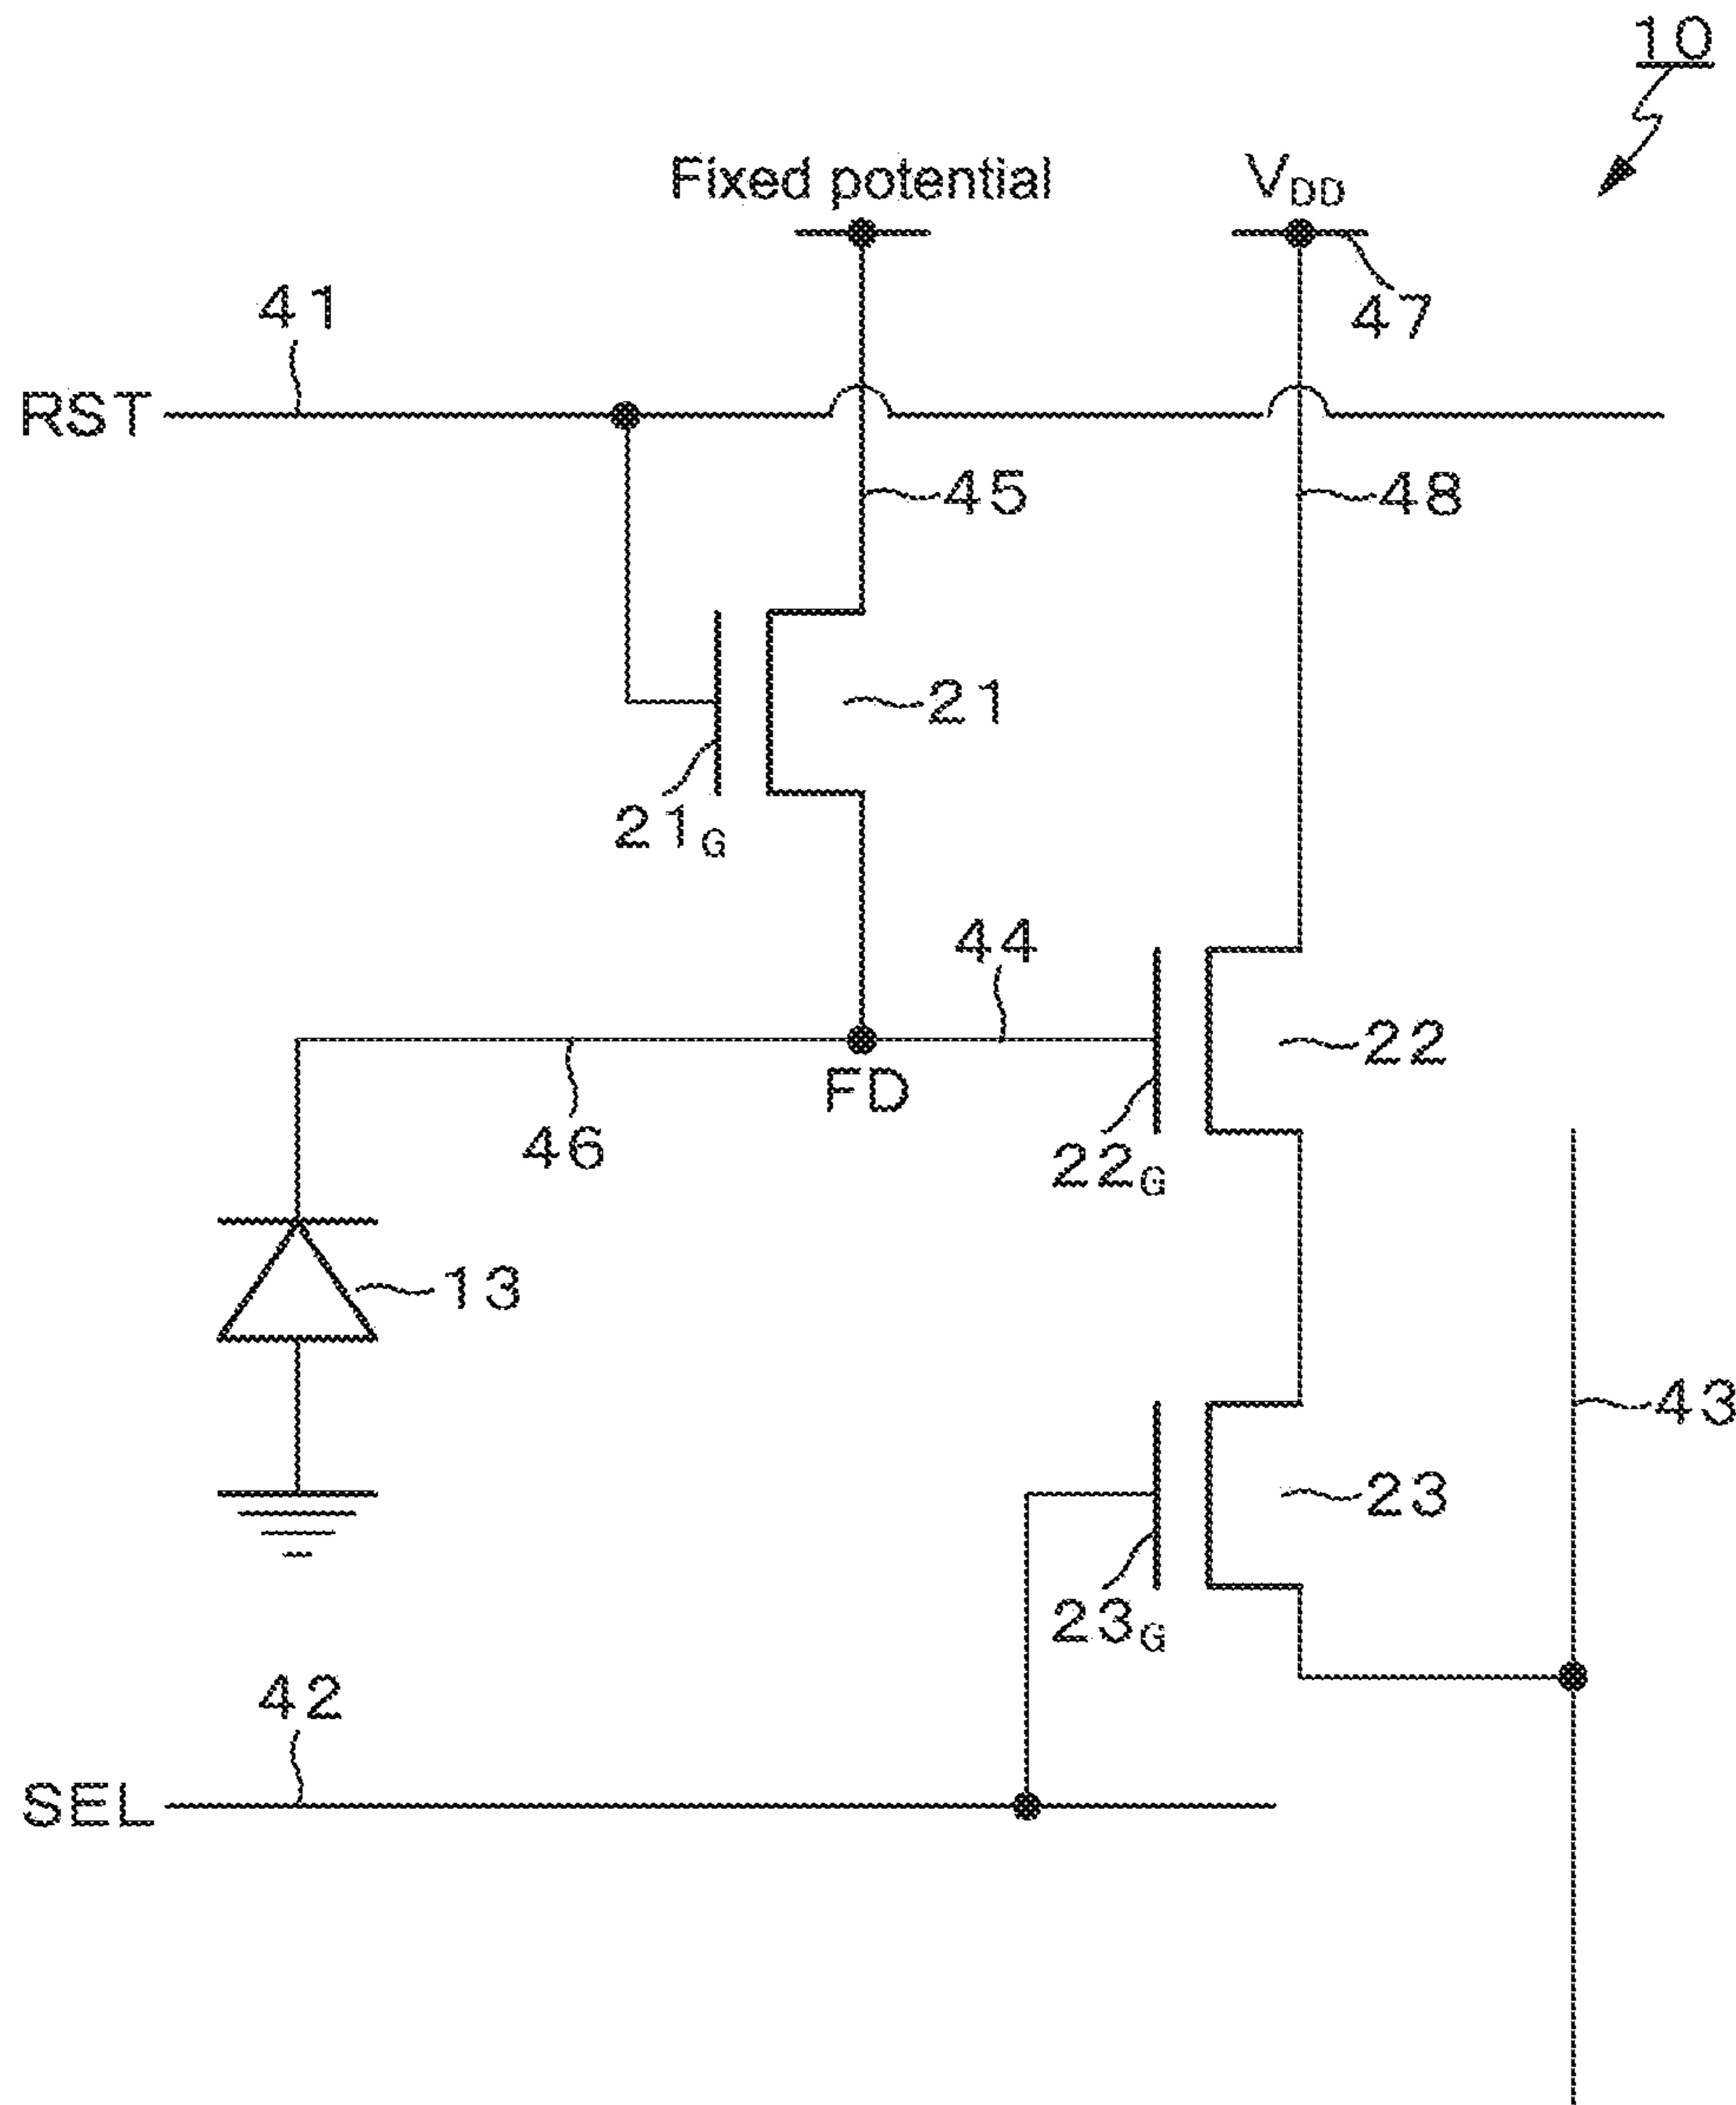 10
Fixed potential
VDD
47
41
RST
45
48
21
21G
44
22
FD
46
22G
13
43
23
23G
42
SEL